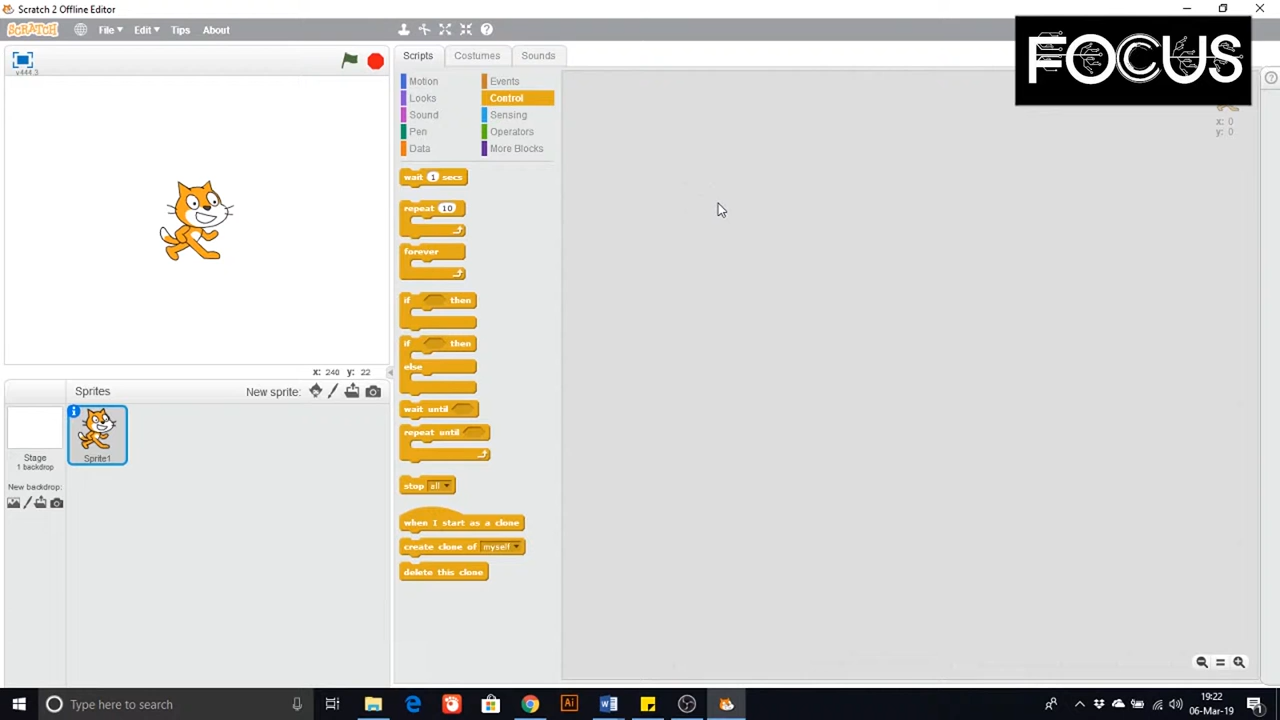 Scratch 2 Offline Editor
SCRATCH File Edit Tips About
FOCUS
v444.3
Scripts Costumes Sounds
Motion Events
Looks Control
Sound Sensing
Pen Operators
Data More Blocks
x: 0
y: 0
wait 1 secs
repeat 10
forever
if then
if then
else
wait until
repeat until
stop all
when I start as a clone
create clone of myself
delete this clone
x: 240 y: 22
Sprites New sprite:
Stage
1 backdrop
Sprite1
New backdrop:
Type here to search
19:22
06-Mar-19